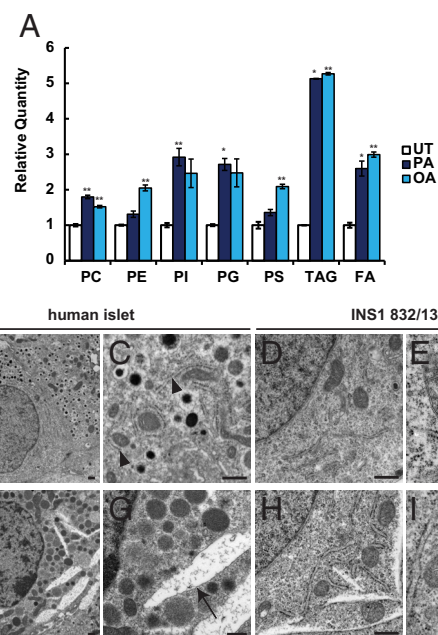 A
Relative Quantity
6
5
4
3
2
1
0
** ** ** ** * ** * ** * **
PC PE PI PG PS TAG FA
UT
PA
OA
human islet INS1 832/13
C D E
G H I